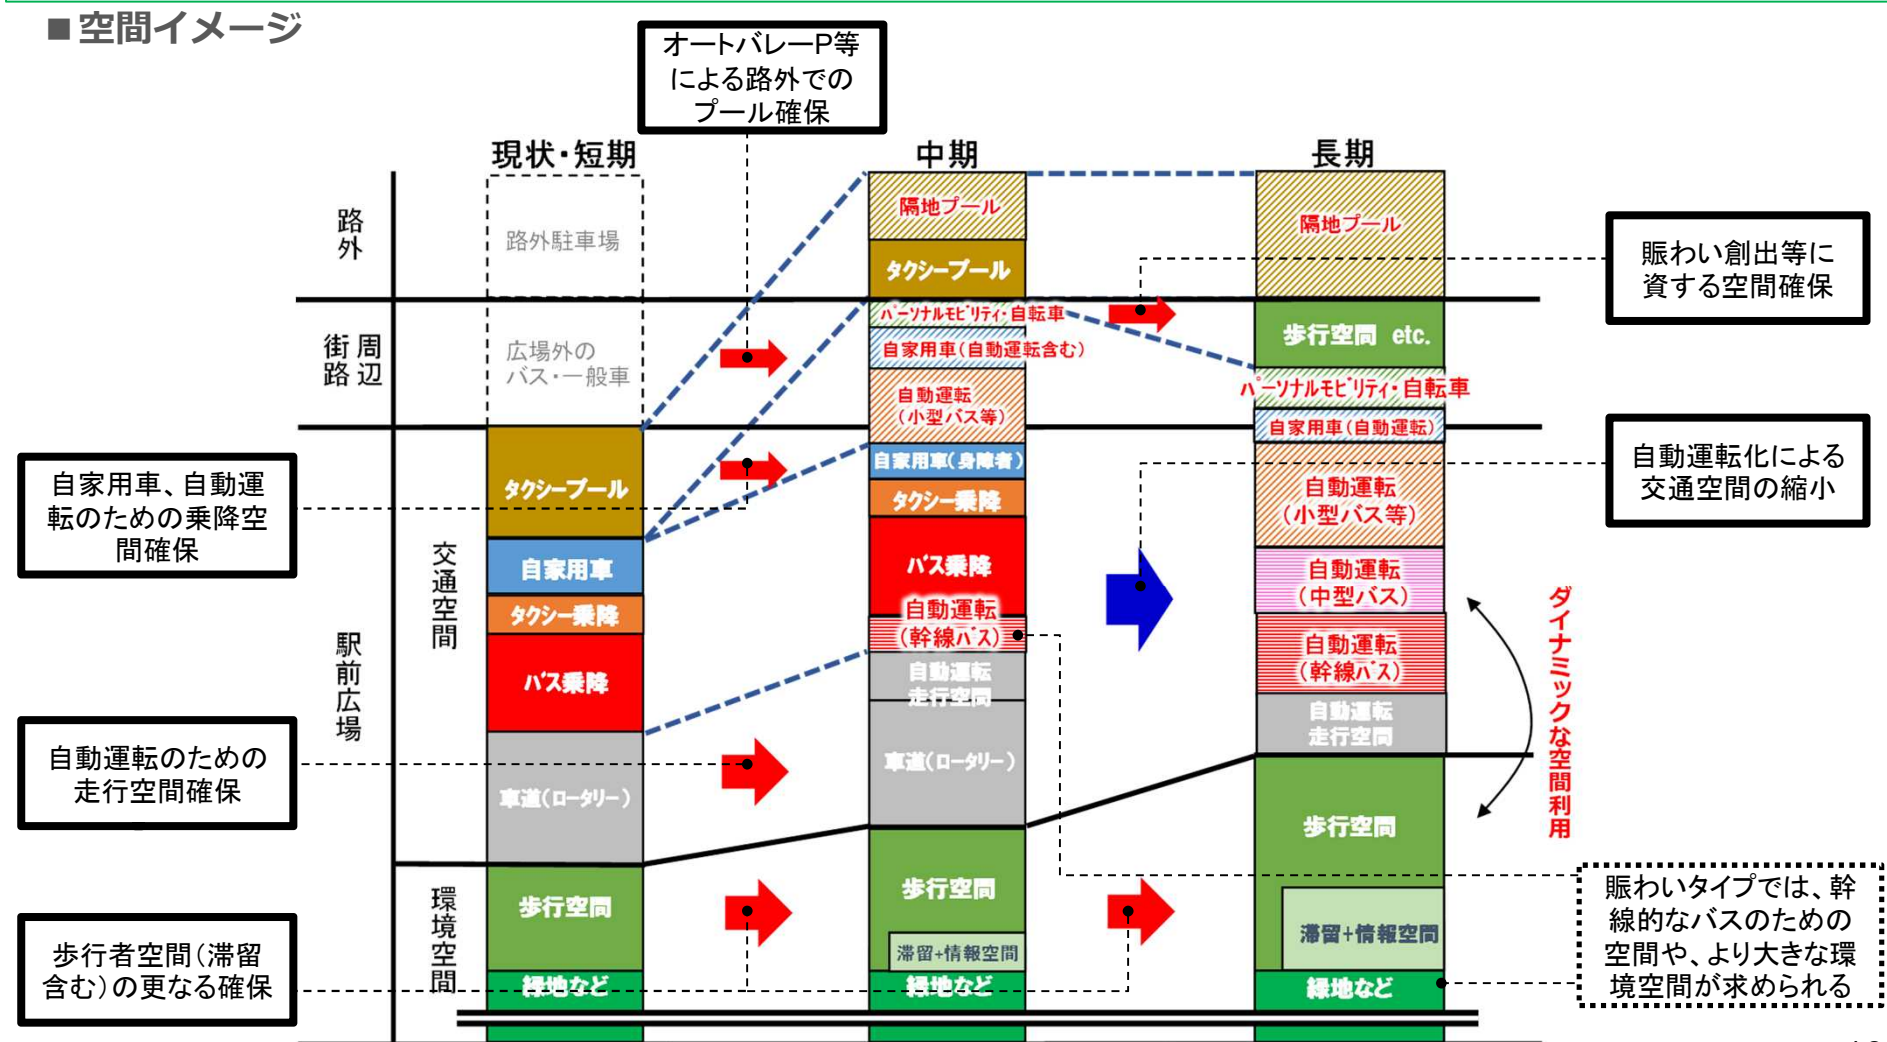 ■空間イメージ
オートバレーP等
による路外での
プール確保
現状・短期
中期
長期
路外
路外駐車場
隔地プール
タクシープール
隔地プール
賑わい創出等に
資する空間確保
周辺
街路
広場外の
バス・一般車
パーソナルモビリティ・自転車
自家用車(自動運転含む)
自動運転
(小型バス等)
歩行空間 etc.
パーソナルモビリティ・自転車
自家用車(自動運転)
自家用車、自動運
転のための乗降空
間確保
駅前広場
交通空間
タクシープール
自家用車
タクシー乗降
バス乗降
車道(ロータリー)
自家用車(身障者)
タクシー乗降
バス乗降
自動運転
(幹線バス)
自動運転
走行空間
車道(ロータリー)
自動運転
(小型バス等)
自動運転
(中型バス)
自動運転
(幹線バス)
自動運転
走行空間
自動運転化による
交通空間の縮小
ダイナミックな空間利用
自動運転のための
走行空間確保
環境空間
歩行空間
緑地など
歩行空間
滞留+情報空間
緑地など
歩行空間
滞留+情報空間
緑地など
歩行者空間(滞留
含む)の更なる確保
賑わいタイプでは、幹
線的なバスのための
空間や、より大きな環
境空間が求められる